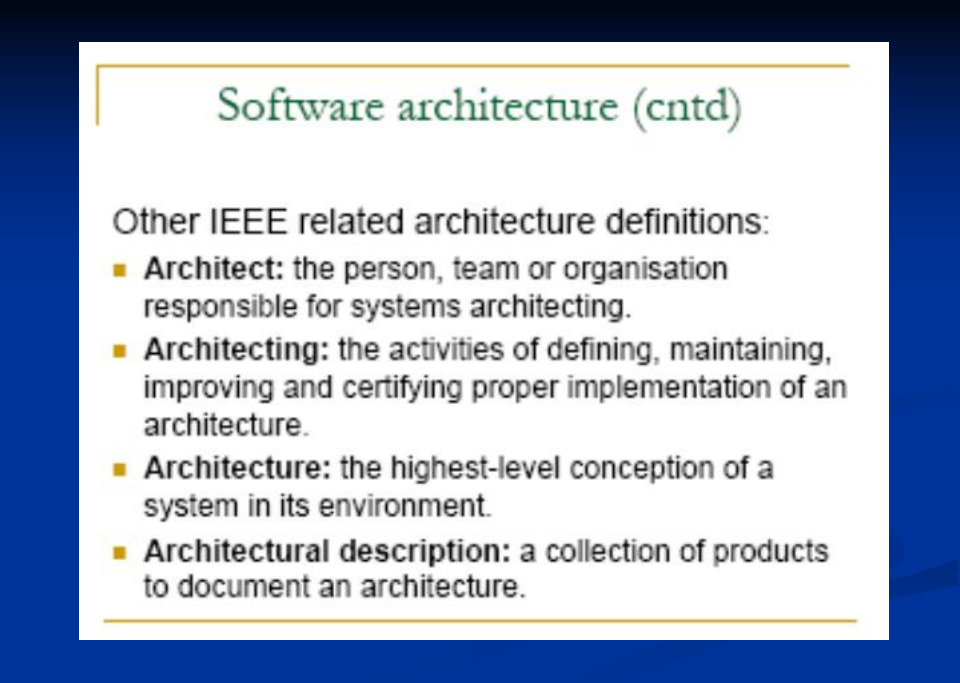 Software architecture (cntd)
Other IEEE related architecture definitions:
Architect: the person, team or organisation
responsible for systems architecting.
Architecting: the activities of defining, maintaining,
improving and certifying proper implementation of an
architecture.
Architecture: the highest-level conception of a
system in its environment.
Architectural description: a collection of products
to document an architecture.